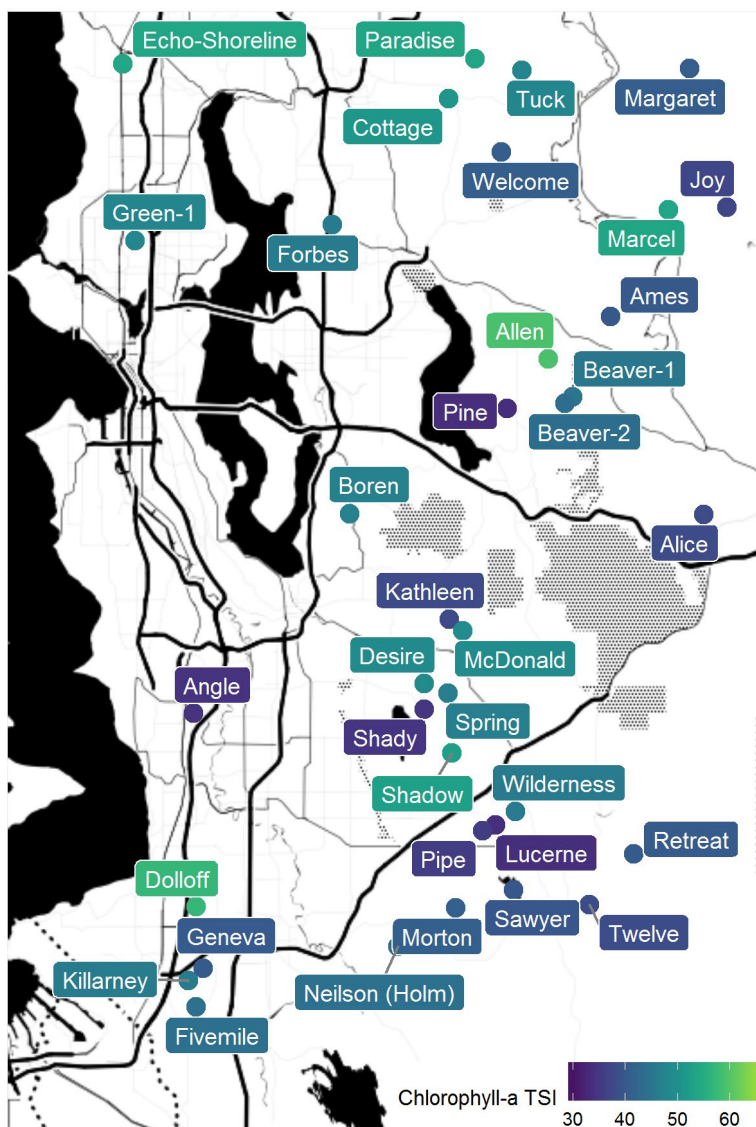 Echo-Shoreline
Paradise
Tuck
Margaret
Cottage
Welcome
Joy
Green-1
Forbes
Marcel
Ames
Allen
Beaver-1
Pine
Beaver-2
Boren
Alice
Kathleen
McDonald
Desire
Angle
Spring
Shady
Shadow
Wilderness
Retreat
Pipe
Lucerne
Dolloff
Sawyer
Twelve
Geneva
Morton
Killarney
Neilson (Holm)
Fivemile
Chlorophyll-a TSI
30 40 50 60